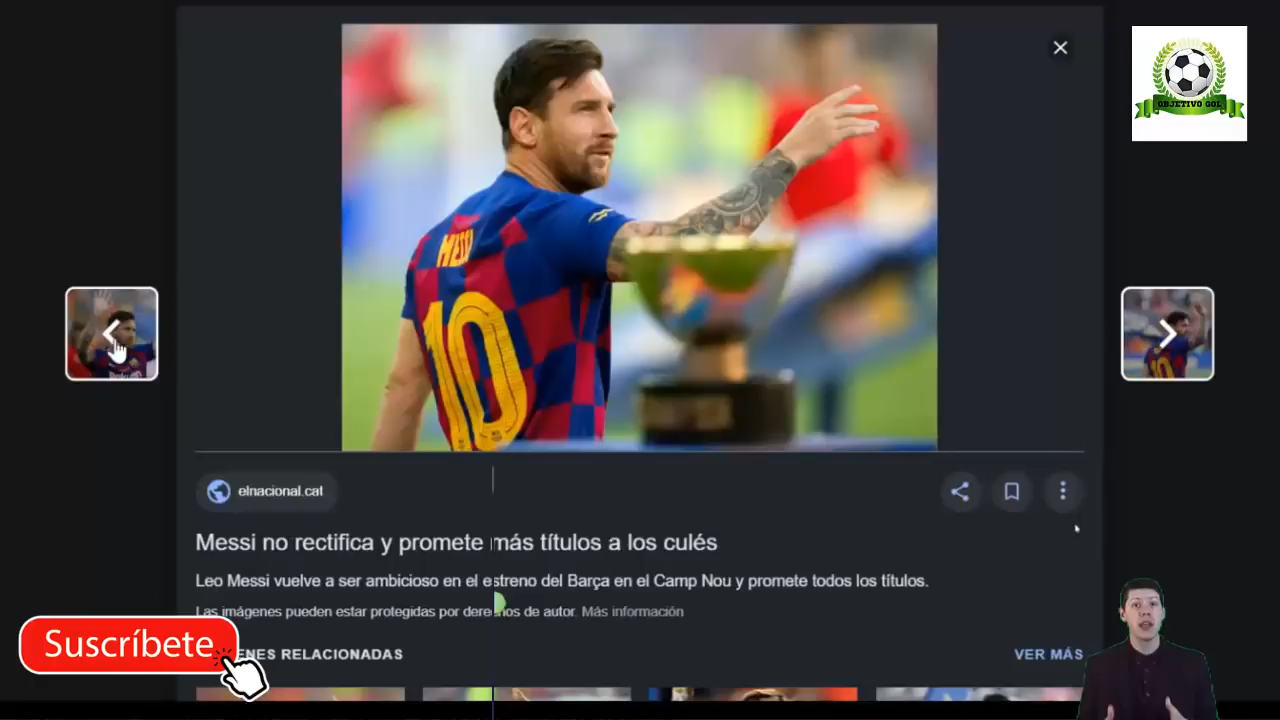 OBJETIVO GOL
MESSI
10
10
elnacional.cat
Messi no rectifica y promete más títulos a los culés
Leo Messi vuelve a ser ambicioso en el estreno del Barça en el Camp Nou y promete todos los títulos.
Las imágenes pueden estar protegidas por derechos de autor. Más información
Suscríbete
ENES RELACIONADAS
VER MÁS